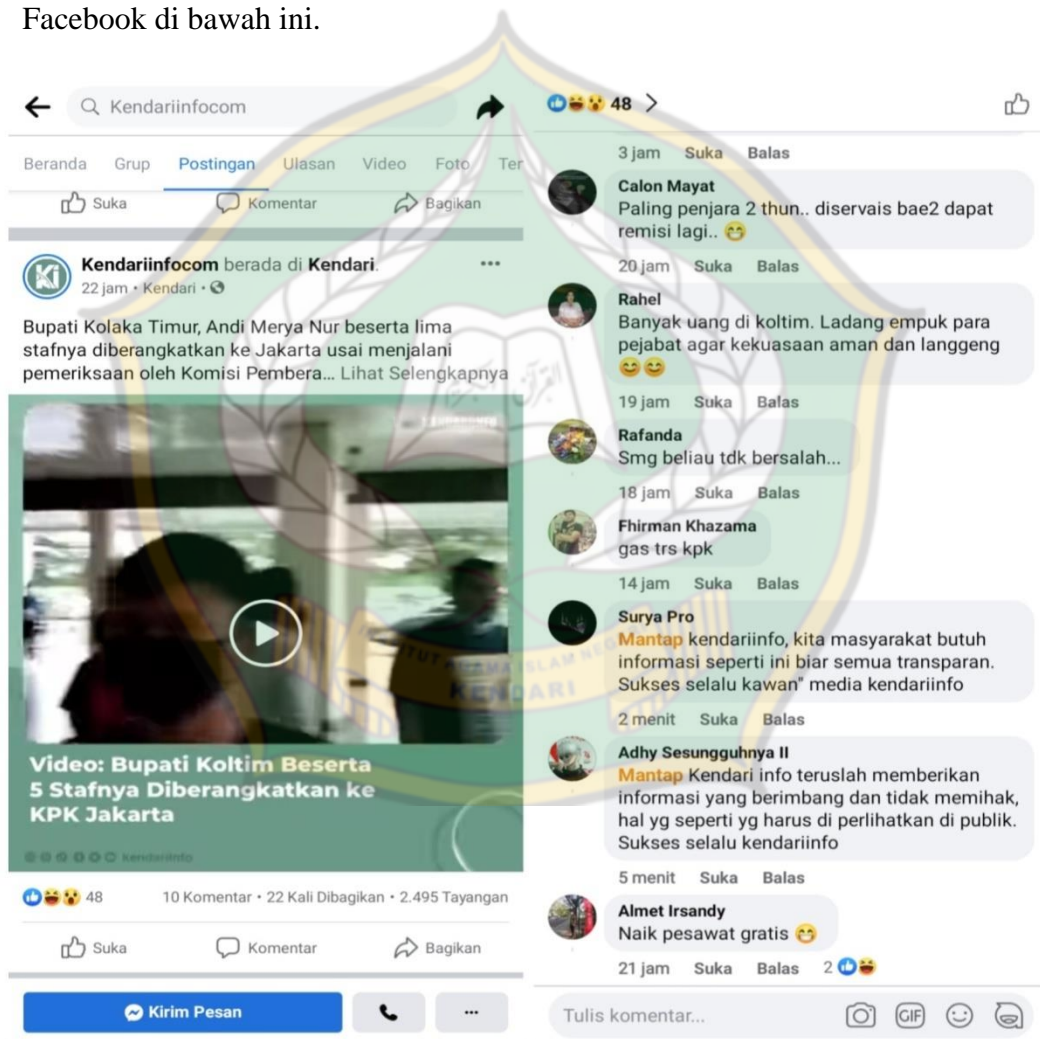 Facebook di bawah ini.
Kendariinfocom
Beranda Grup Postingan Ulasan Video Foto Ter
Suka Komentar Bagikan
Kendariinfocom berada di Kendari.
22 jam • Kendari •
Bupati Kolaka Timur, Andi Merya Nur beserta lima
stafnya diberangkatkan ke Jakarta usai menjalani
pemeriksaan oleh Komisi Pembera... Lihat Selengkapnya
Video: Bupati Koltim Beserta
5 Stafnya Diberangkatkan ke
KPK Jakarta
Kendariinfo
48 10 Komentar • 22 Kali Dibagikan • 2.495 Tayangan
Suka Komentar Bagikan
Kirim Pesan
48
3 jam Suka Balas
Calon Mayat
Paling penjara 2 thun.. diservais bae2 dapat
remisi lagi.. 😁
20 jam Suka Balas
Rahel
Banyak uang di koltim. Ladang empuk para
pejabat agar kekuasaan aman dan langgeng
😊😊
19 jam Suka Balas
Rafanda
Smg beliau tdk bersalah...
18 jam Suka Balas
Fhirman Khazama
gas trs kpk
14 jam Suka Balas
Surya Pro
Mantap kendariinfo, kita masyarakat butuh
informasi seperti ini biar semua transparan.
Sukses selalu kawan" media kendariinfo
2 menit Suka Balas
Adhy Sesungguhnya II
Mantap Kendari info teruslah memberikan
informasi yang berimbang dan tidak memihak,
hal yg seperti yg harus di perlihatkan di publik.
Sukses selalu kendariinfo
5 menit Suka Balas
Almet Irsandy
Naik pesawat gratis 😁
21 jam Suka Balas 2
Tulis komentar...
GIF
KENDARI